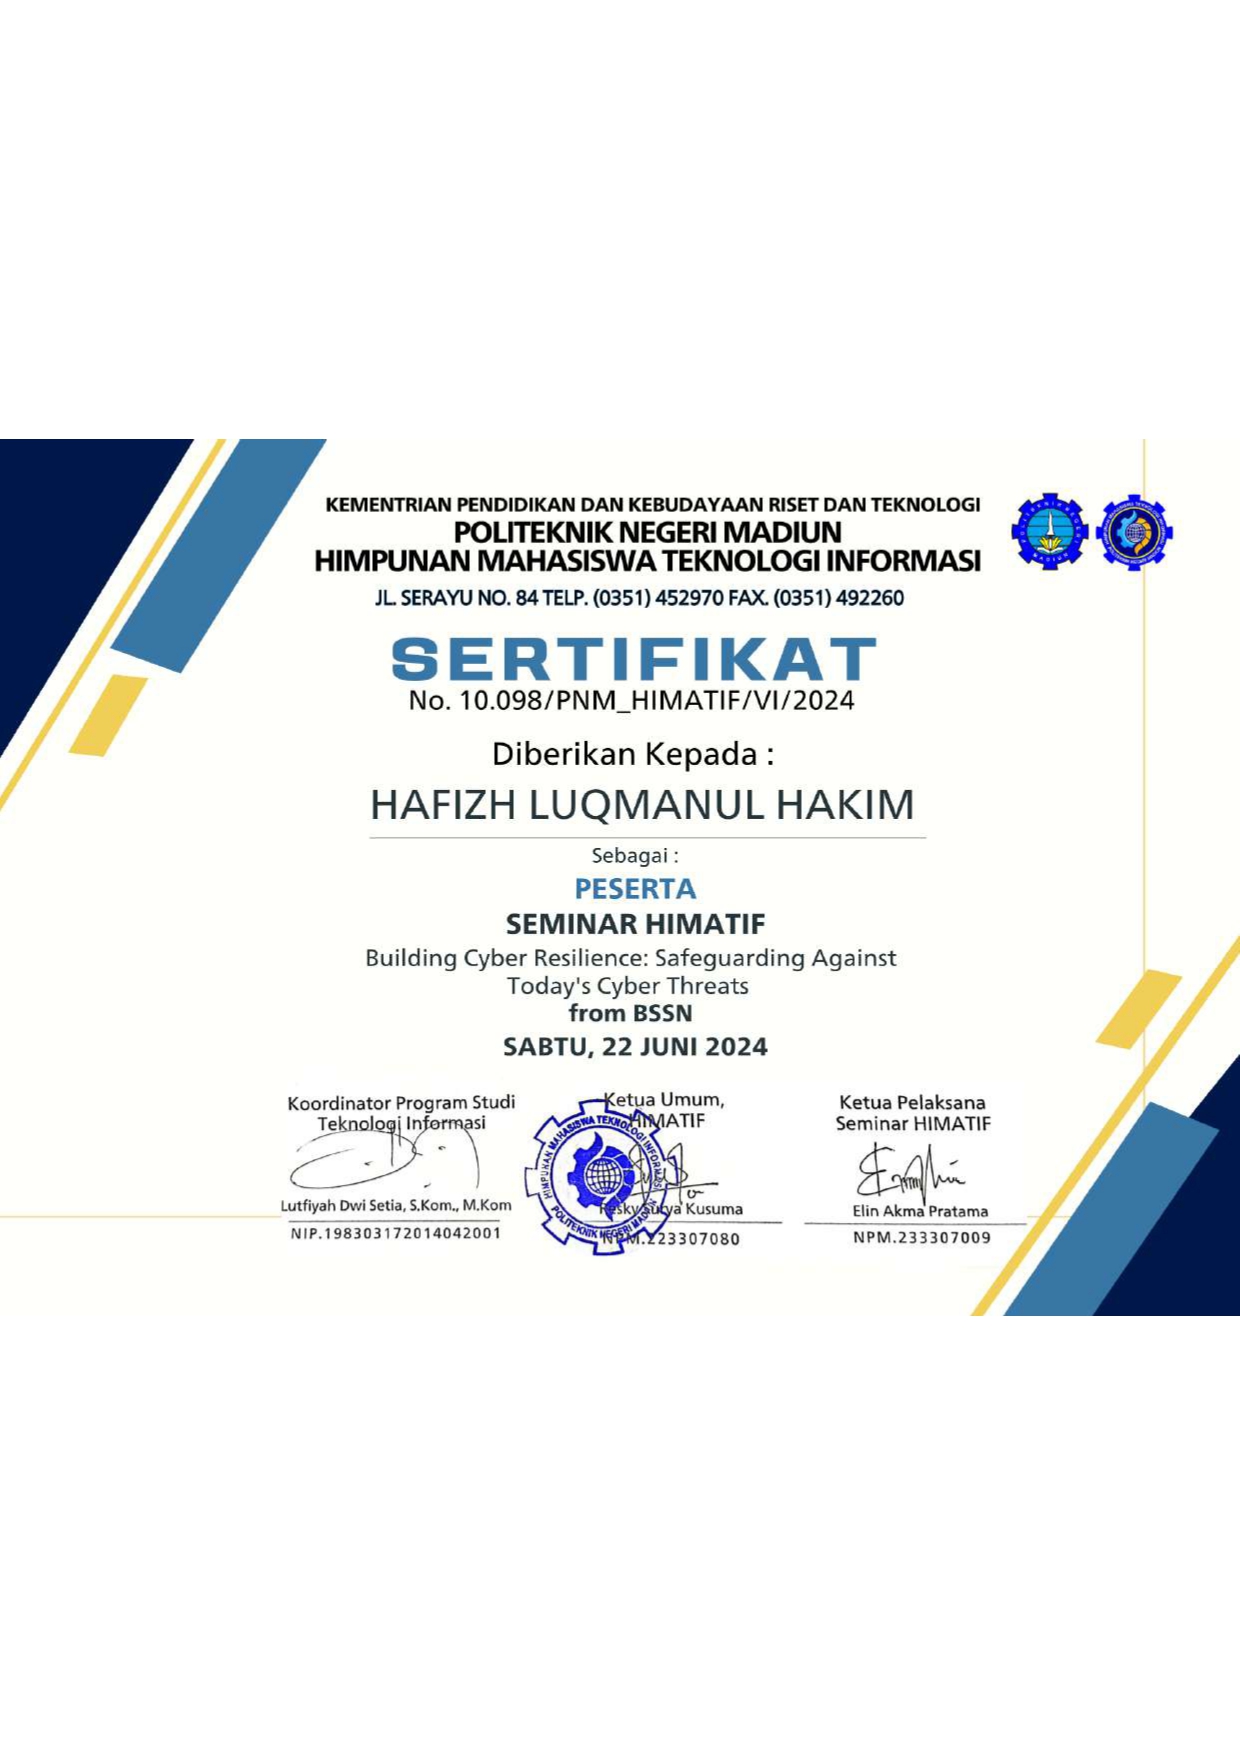 KEMENTRIAN PENDIDIKAN DAN KEBUDAYAAN RISET DAN TEKNOLOGI
POLITEKNIK NEGERI MADIUN
HIMPUNAN MAHASISWA TEKNOLOGI INFORMASI
JL. SERAYU NO. 84 TELP. (0351) 452970 FAX. (0351) 492260
SERTIFIKAT
No. 10.098/PNM_HIMATIF/VI/2024
Diberikan Kepada :
HAFIZH LUQMANUL HAKIM
Sebagai :
PESERTA
SEMINAR HIMATIF
Building Cyber Resilience: Safeguarding Against
Today's Cyber Threats
from BSSN
SABTU, 22 JUNI 2024
Koordinator Program Studi
Teknologi Informasi
Lutfiyah Dwi Setia, S.Kom., M.Kom
NIP.198303172014042001
Ketua Umum,
HIMATIF
HIMPUNAN MAHASISWA TEKNOLOGI INFORMASI
POLITEKNIK NEGERI MADIUN
Resky Surya Kusuma
NPM.223307080
Ketua Pelaksana
Seminar HIMATIF
Elin Akma Pratama
NPM.233307009